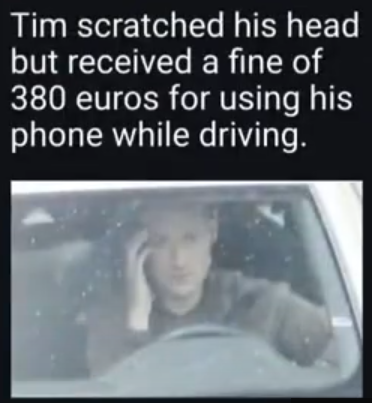 Tim scratched his head
but received a fine of
380 euros for using his
phone while driving.